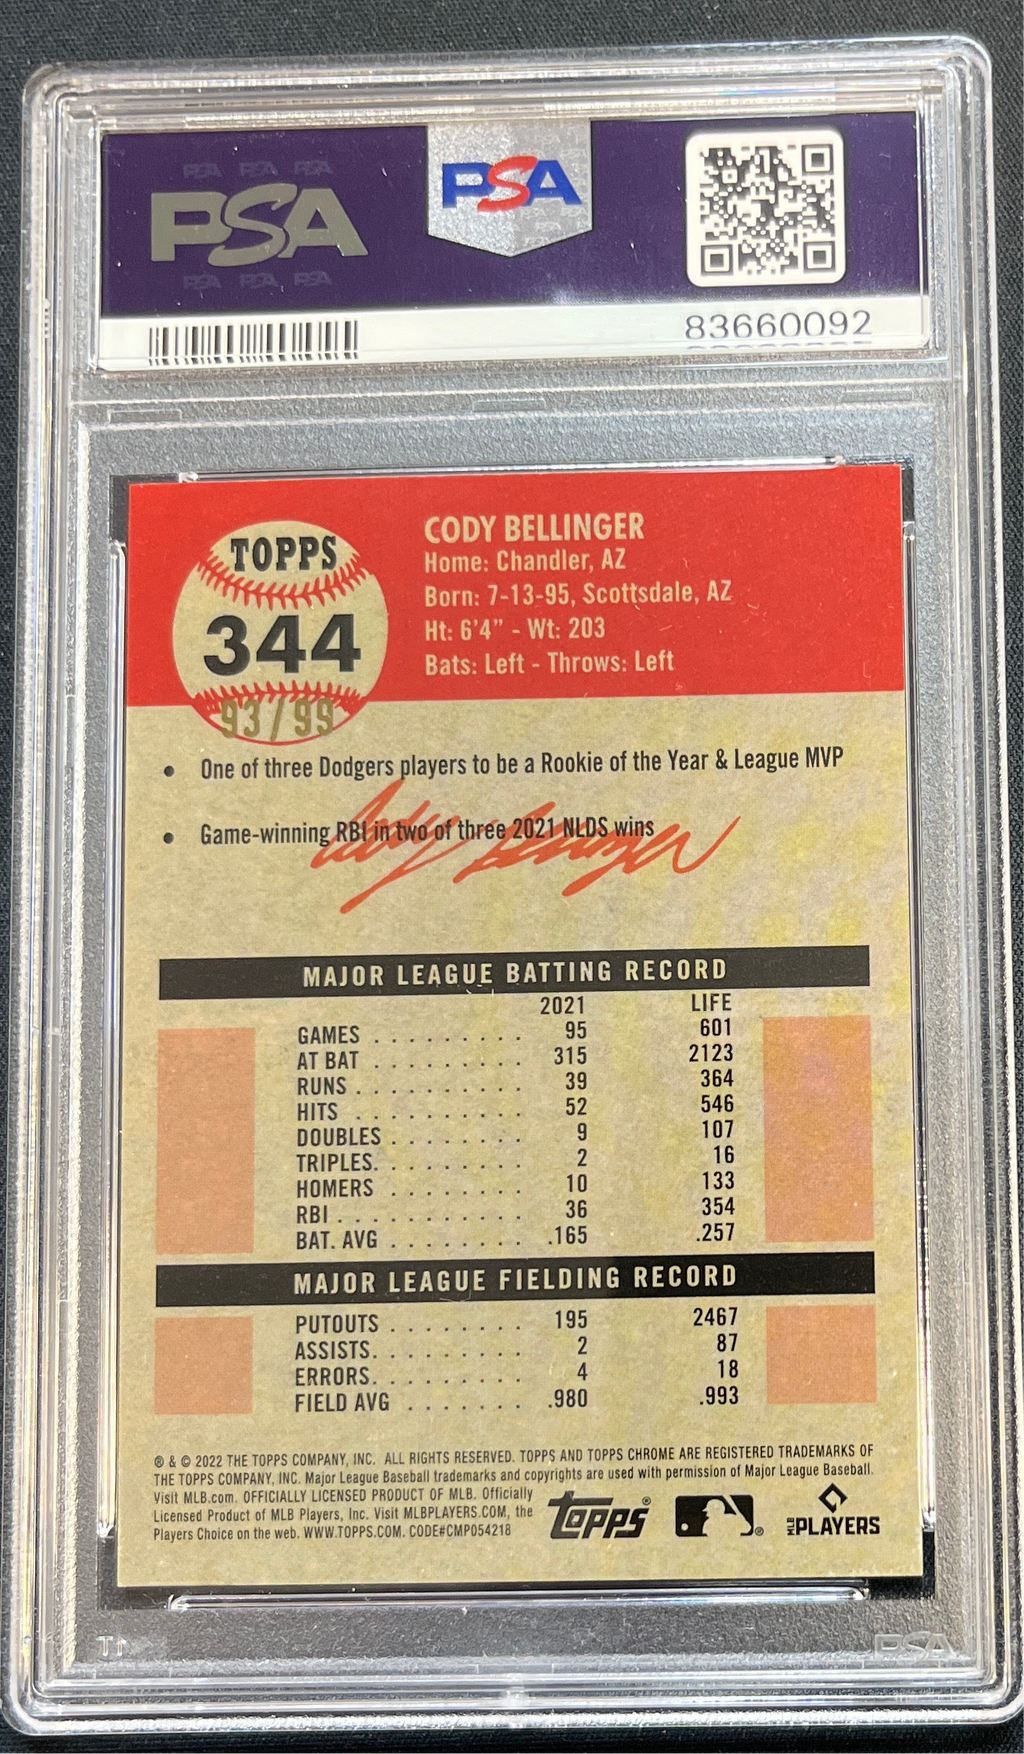 PSA PSA PSA
PSA
PSA PSA PSA
PSA
83660092
TOPPS
344
93/99
CODY BELLINGER
Home: Chandler, AZ
Born: 7-13-95, Scottsdale, AZ
Ht: 6'4" - Wt: 203
Bats: Left - Throws: Left
• One of three Dodgers players to be a Rookie of the Year & League MVP
• Game-winning RBI in two of three 2021 NLDS wins
Cody Bellinger
MAJOR LEAGUE BATTING RECORD
2021 LIFE
GAMES . . . . . . . . . 95 601
AT BAT . . . . . . . . . 315 2123
RUNS . . . . . . . . . . 39 364
HITS . . . . . . . . . . 52 546
DOUBLES . . . . . . . . 9 107
TRIPLES. . . . . . . . . 2 16
HOMERS . . . . . . . . 10 133
RBI . . . . . . . . . . . 36 354
BAT. AVG . . . . . . . . .165 .257
MAJOR LEAGUE FIELDING RECORD
PUTOUTS . . . . . . . . 195 2467
ASSISTS. . . . . . . . . 2 87
ERRORS. . . . . . . . . 4 18
FIELD AVG . . . . . . . .980 .993
® & © 2022 THE TOPPS COMPANY, INC. ALL RIGHTS RESERVED. TOPPS AND TOPPS CHROME ARE REGISTERED TRADEMARKS OF
THE TOPPS COMPANY, INC. Major League Baseball trademarks and copyrights are used with permission of Major League Baseball.
Visit MLB.com. OFFICIALLY LICENSED PRODUCT OF MLB. Officially
Licensed Product of MLB Players, Inc. Visit MLBPLAYERS.COM, the
Players Choice on the web. WWW.TOPPS.COM. CODE#CMP054218
Topps®
®
MLB PLAYERS
PSA